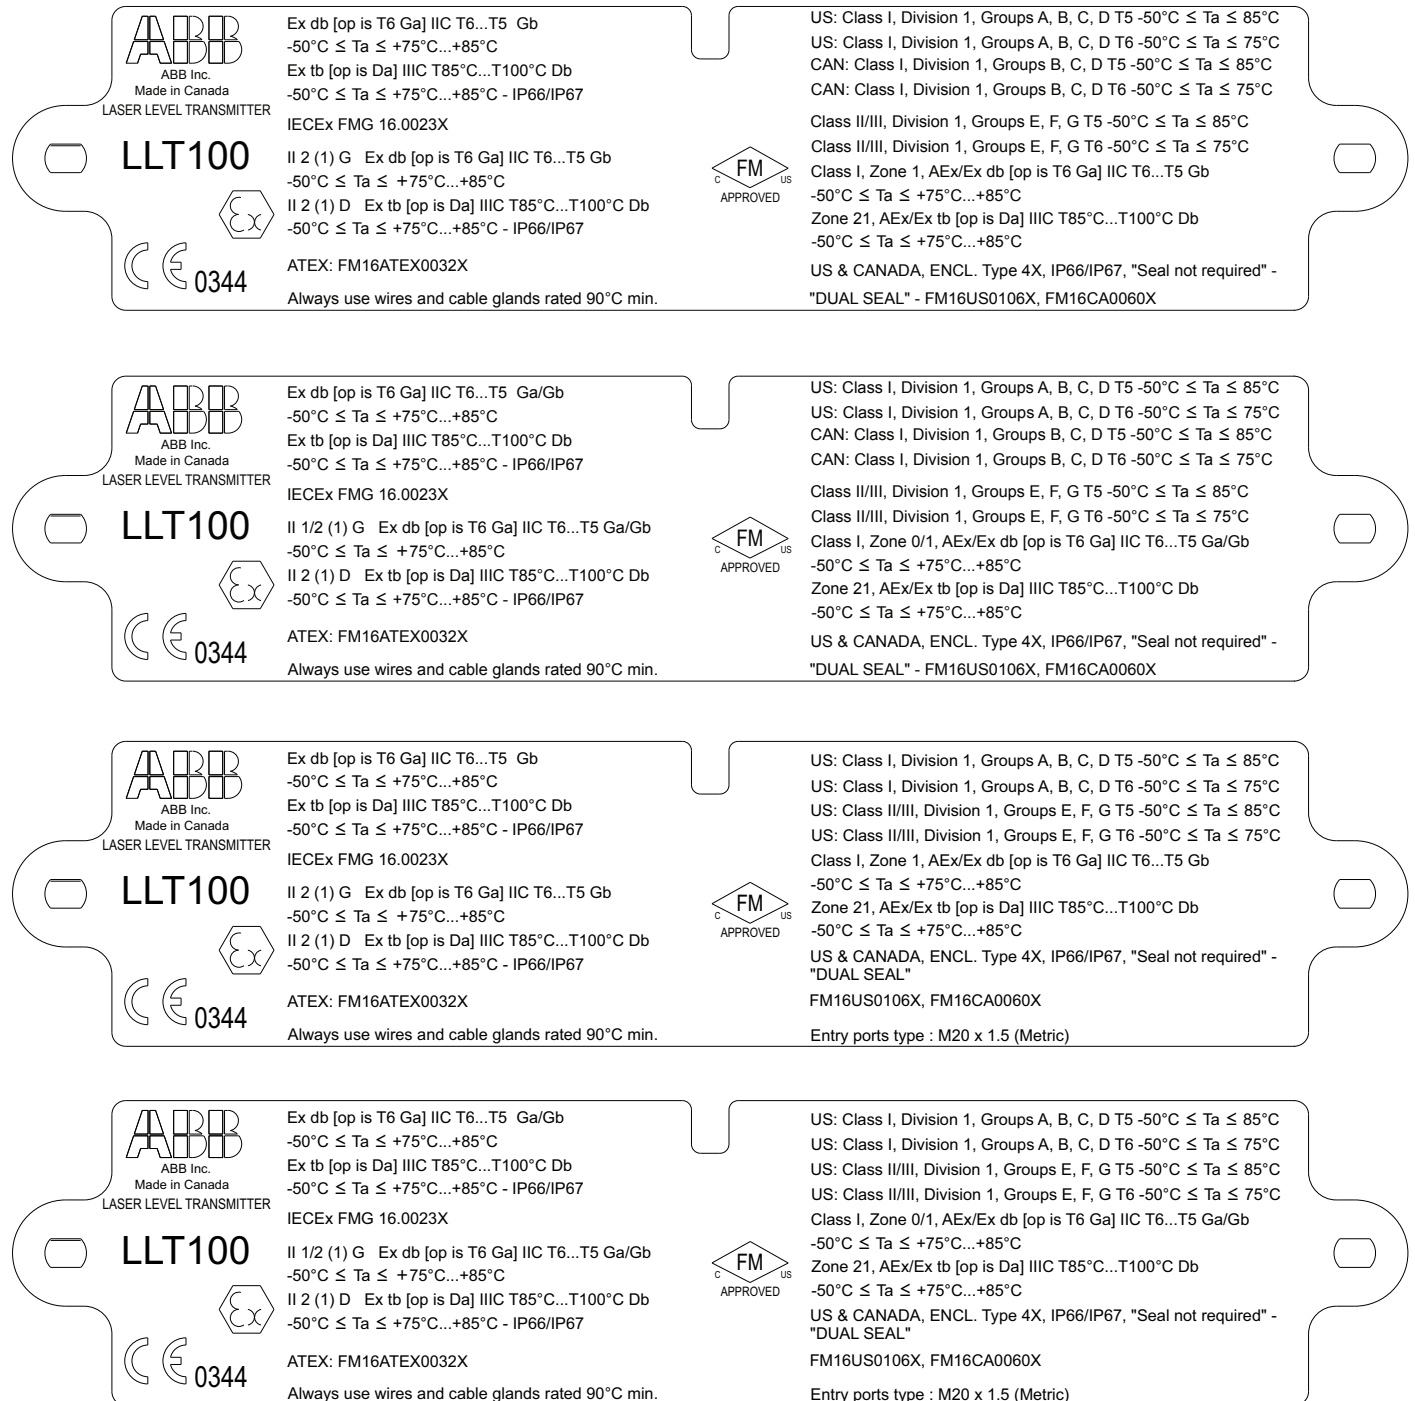 ABB
ABB Inc.
Made in Canada
LASER LEVEL TRANSMITTER
LLT100
Ex
CE 0344
Ex db [op is T6 Ga] IIC T6...T5 Gb
-50°C ≤ Ta ≤ +75°C...+85°C
Ex tb [op is Da] IIIC T85°C...T100°C Db
-50°C ≤ Ta ≤ +75°C...+85°C - IP66/IP67
IECEx FMG 16.0023X
II 2 (1) G Ex db [op is T6 Ga] IIC T6...T5 Gb
-50°C ≤ Ta ≤ +75°C...+85°C
II 2 (1) D Ex tb [op is Da] IIIC T85°C...T100°C Db
-50°C ≤ Ta ≤ +75°C...+85°C - IP66/IP67
ATEX: FM16ATEX0032X
Always use wires and cable glands rated 90°C min.
FM
C US
APPROVED
US: Class I, Division 1, Groups A, B, C, D T5 -50°C ≤ Ta ≤ 85°C
US: Class I, Division 1, Groups A, B, C, D T6 -50°C ≤ Ta ≤ 75°C
CAN: Class I, Division 1, Groups B, C, D T5 -50°C ≤ Ta ≤ 85°C
CAN: Class I, Division 1, Groups B, C, D T6 -50°C ≤ Ta ≤ 75°C
Class II/III, Division 1, Groups E, F, G T5 -50°C ≤ Ta ≤ 85°C
Class II/III, Division 1, Groups E, F, G T6 -50°C ≤ Ta ≤ 75°C
Class I, Zone 1, AEx/Ex db [op is T6 Ga] IIC T6...T5 Gb
-50°C ≤ Ta ≤ +75°C...+85°C
Zone 21, AEx/Ex tb [op is Da] IIIC T85°C...T100°C Db
-50°C ≤ Ta ≤ +75°C...+85°C
US & CANADA, ENCL. Type 4X, IP66/IP67, "Seal not required" -
"DUAL SEAL" - FM16US0106X, FM16CA0060X
ABB
ABB Inc.
Made in Canada
LASER LEVEL TRANSMITTER
LLT100
Ex
CE 0344
Ex db [op is T6 Ga] IIC T6...T5 Ga/Gb
-50°C ≤ Ta ≤ +75°C...+85°C
Ex tb [op is Da] IIIC T85°C...T100°C Db
-50°C ≤ Ta ≤ +75°C...+85°C - IP66/IP67
IECEx FMG 16.0023X
II 1/2 (1) G Ex db [op is T6 Ga] IIC T6...T5 Ga/Gb
-50°C ≤ Ta ≤ +75°C...+85°C
II 2 (1) D Ex tb [op is Da] IIIC T85°C...T100°C Db
-50°C ≤ Ta ≤ +75°C...+85°C - IP66/IP67
ATEX: FM16ATEX0032X
Always use wires and cable glands rated 90°C min.
FM
C US
APPROVED
US: Class I, Division 1, Groups A, B, C, D T5 -50°C ≤ Ta ≤ 85°C
US: Class I, Division 1, Groups A, B, C, D T6 -50°C ≤ Ta ≤ 75°C
CAN: Class I, Division 1, Groups B, C, D T5 -50°C ≤ Ta ≤ 85°C
CAN: Class I, Division 1, Groups B, C, D T6 -50°C ≤ Ta ≤ 75°C
Class II/III, Division 1, Groups E, F, G T5 -50°C ≤ Ta ≤ 85°C
Class II/III, Division 1, Groups E, F, G T6 -50°C ≤ Ta ≤ 75°C
Class I, Zone 0/1, AEx/Ex db [op is T6 Ga] IIC T6...T5 Ga/Gb
-50°C ≤ Ta ≤ +75°C...+85°C
Zone 21, AEx/Ex tb [op is Da] IIIC T85°C...T100°C Db
-50°C ≤ Ta ≤ +75°C...+85°C
US & CANADA, ENCL. Type 4X, IP66/IP67, "Seal not required" -
"DUAL SEAL" - FM16US0106X, FM16CA0060X
ABB
ABB Inc.
Made in Canada
LASER LEVEL TRANSMITTER
LLT100
Ex
CE 0344
Ex db [op is T6 Ga] IIC T6...T5 Gb
-50°C ≤ Ta ≤ +75°C...+85°C
Ex tb [op is Da] IIIC T85°C...T100°C Db
-50°C ≤ Ta ≤ +75°C...+85°C - IP66/IP67
IECEx FMG 16.0023X
II 2 (1) G Ex db [op is T6 Ga] IIC T6...T5 Gb
-50°C ≤ Ta ≤ +75°C...+85°C
II 2 (1) D Ex tb [op is Da] IIIC T85°C...T100°C Db
-50°C ≤ Ta ≤ +75°C...+85°C - IP66/IP67
ATEX: FM16ATEX0032X
Always use wires and cable glands rated 90°C min.
FM
C US
APPROVED
US: Class I, Division 1, Groups A, B, C, D T5 -50°C ≤ Ta ≤ 85°C
US: Class I, Division 1, Groups A, B, C, D T6 -50°C ≤ Ta ≤ 75°C
US: Class II/III, Division 1, Groups E, F, G T5 -50°C ≤ Ta ≤ 85°C
US: Class II/III, Division 1, Groups E, F, G T6 -50°C ≤ Ta ≤ 75°C
Class I, Zone 1, AEx/Ex db [op is T6 Ga] IIC T6...T5 Gb
-50°C ≤ Ta ≤ +75°C...+85°C
Zone 21, AEx/Ex tb [op is Da] IIIC T85°C...T100°C Db
-50°C ≤ Ta ≤ +75°C...+85°C
US & CANADA, ENCL. Type 4X, IP66/IP67, "Seal not required" -
"DUAL SEAL"
FM16US0106X, FM16CA0060X
Entry ports type : M20 x 1.5 (Metric)
ABB
ABB Inc.
Made in Canada
LASER LEVEL TRANSMITTER
LLT100
Ex
CE 0344
Ex db [op is T6 Ga] IIC T6...T5 Ga/Gb
-50°C ≤ Ta ≤ +75°C...+85°C
Ex tb [op is Da] IIIC T85°C...T100°C Db
-50°C ≤ Ta ≤ +75°C...+85°C - IP66/IP67
IECEx FMG 16.0023X
II 1/2 (1) G Ex db [op is T6 Ga] IIC T6...T5 Ga/Gb
-50°C ≤ Ta ≤ +75°C...+85°C
II 2 (1) D Ex tb [op is Da] IIIC T85°C...T100°C Db
-50°C ≤ Ta ≤ +75°C...+85°C - IP66/IP67
ATEX: FM16ATEX0032X
Always use wires and cable glands rated 90°C min.
FM
C US
APPROVED
US: Class I, Division 1, Groups A, B, C, D T5 -50°C ≤ Ta ≤ 85°C
US: Class I, Division 1, Groups A, B, C, D T6 -50°C ≤ Ta ≤ 75°C
US: Class II/III, Division 1, Groups E, F, G T5 -50°C ≤ Ta ≤ 85°C
US: Class II/III, Division 1, Groups E, F, G T6 -50°C ≤ Ta ≤ 75°C
Class I, Zone 0/1, AEx/Ex db [op is T6 Ga] IIC T6...T5 Ga/Gb
-50°C ≤ Ta ≤ +75°C...+85°C
Zone 21, AEx/Ex tb [op is Da] IIIC T85°C...T100°C Db
-50°C ≤ Ta ≤ +75°C...+85°C
US & CANADA, ENCL. Type 4X, IP66/IP67, "Seal not required" -
"DUAL SEAL"
FM16US0106X, FM16CA0060X
Entry ports type : M20 x 1.5 (Metric)